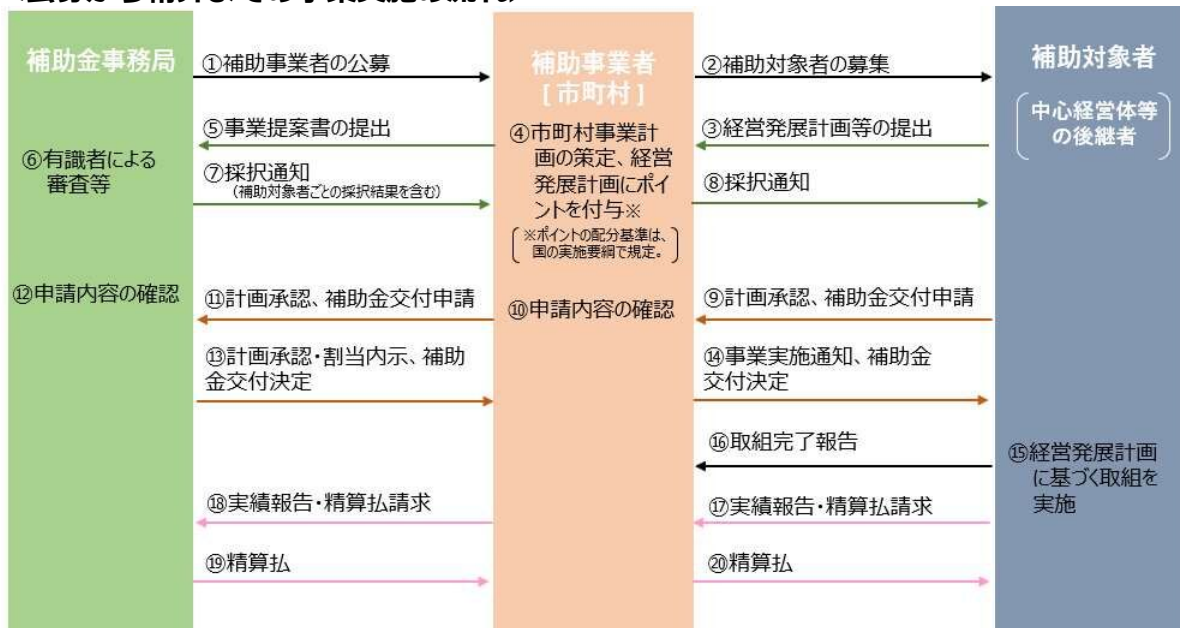 補助金事務局
①補助事業者の公募
補助事業者
[市町村]
②補助対象者の募集
補助対象者
中心経営体等
の後継者
⑤事業提案書の提出
④市町村事業計
画の策定、経営
発展計画にポイ
ントを付与※
※ポイントの配分基準は、
国の実施要綱で規定。
③経営発展計画等の提出
⑥有識者による
審査等
⑦採択通知
(補助対象者ごとの採択結果を含む)
⑧採択通知
⑫申請内容の確認
⑪計画承認、補助金交付申請
⑩申請内容の確認
⑨計画承認、補助金交付申請
⑬計画承認・割当内示、補助
金交付決定
⑭事業実施通知、補助金
交付決定
⑯取組完了報告
⑮経営発展計画
に基づく取組を
実施
⑱実績報告・精算払請求
⑰実績報告・精算払請求
⑲精算払
⑳精算払